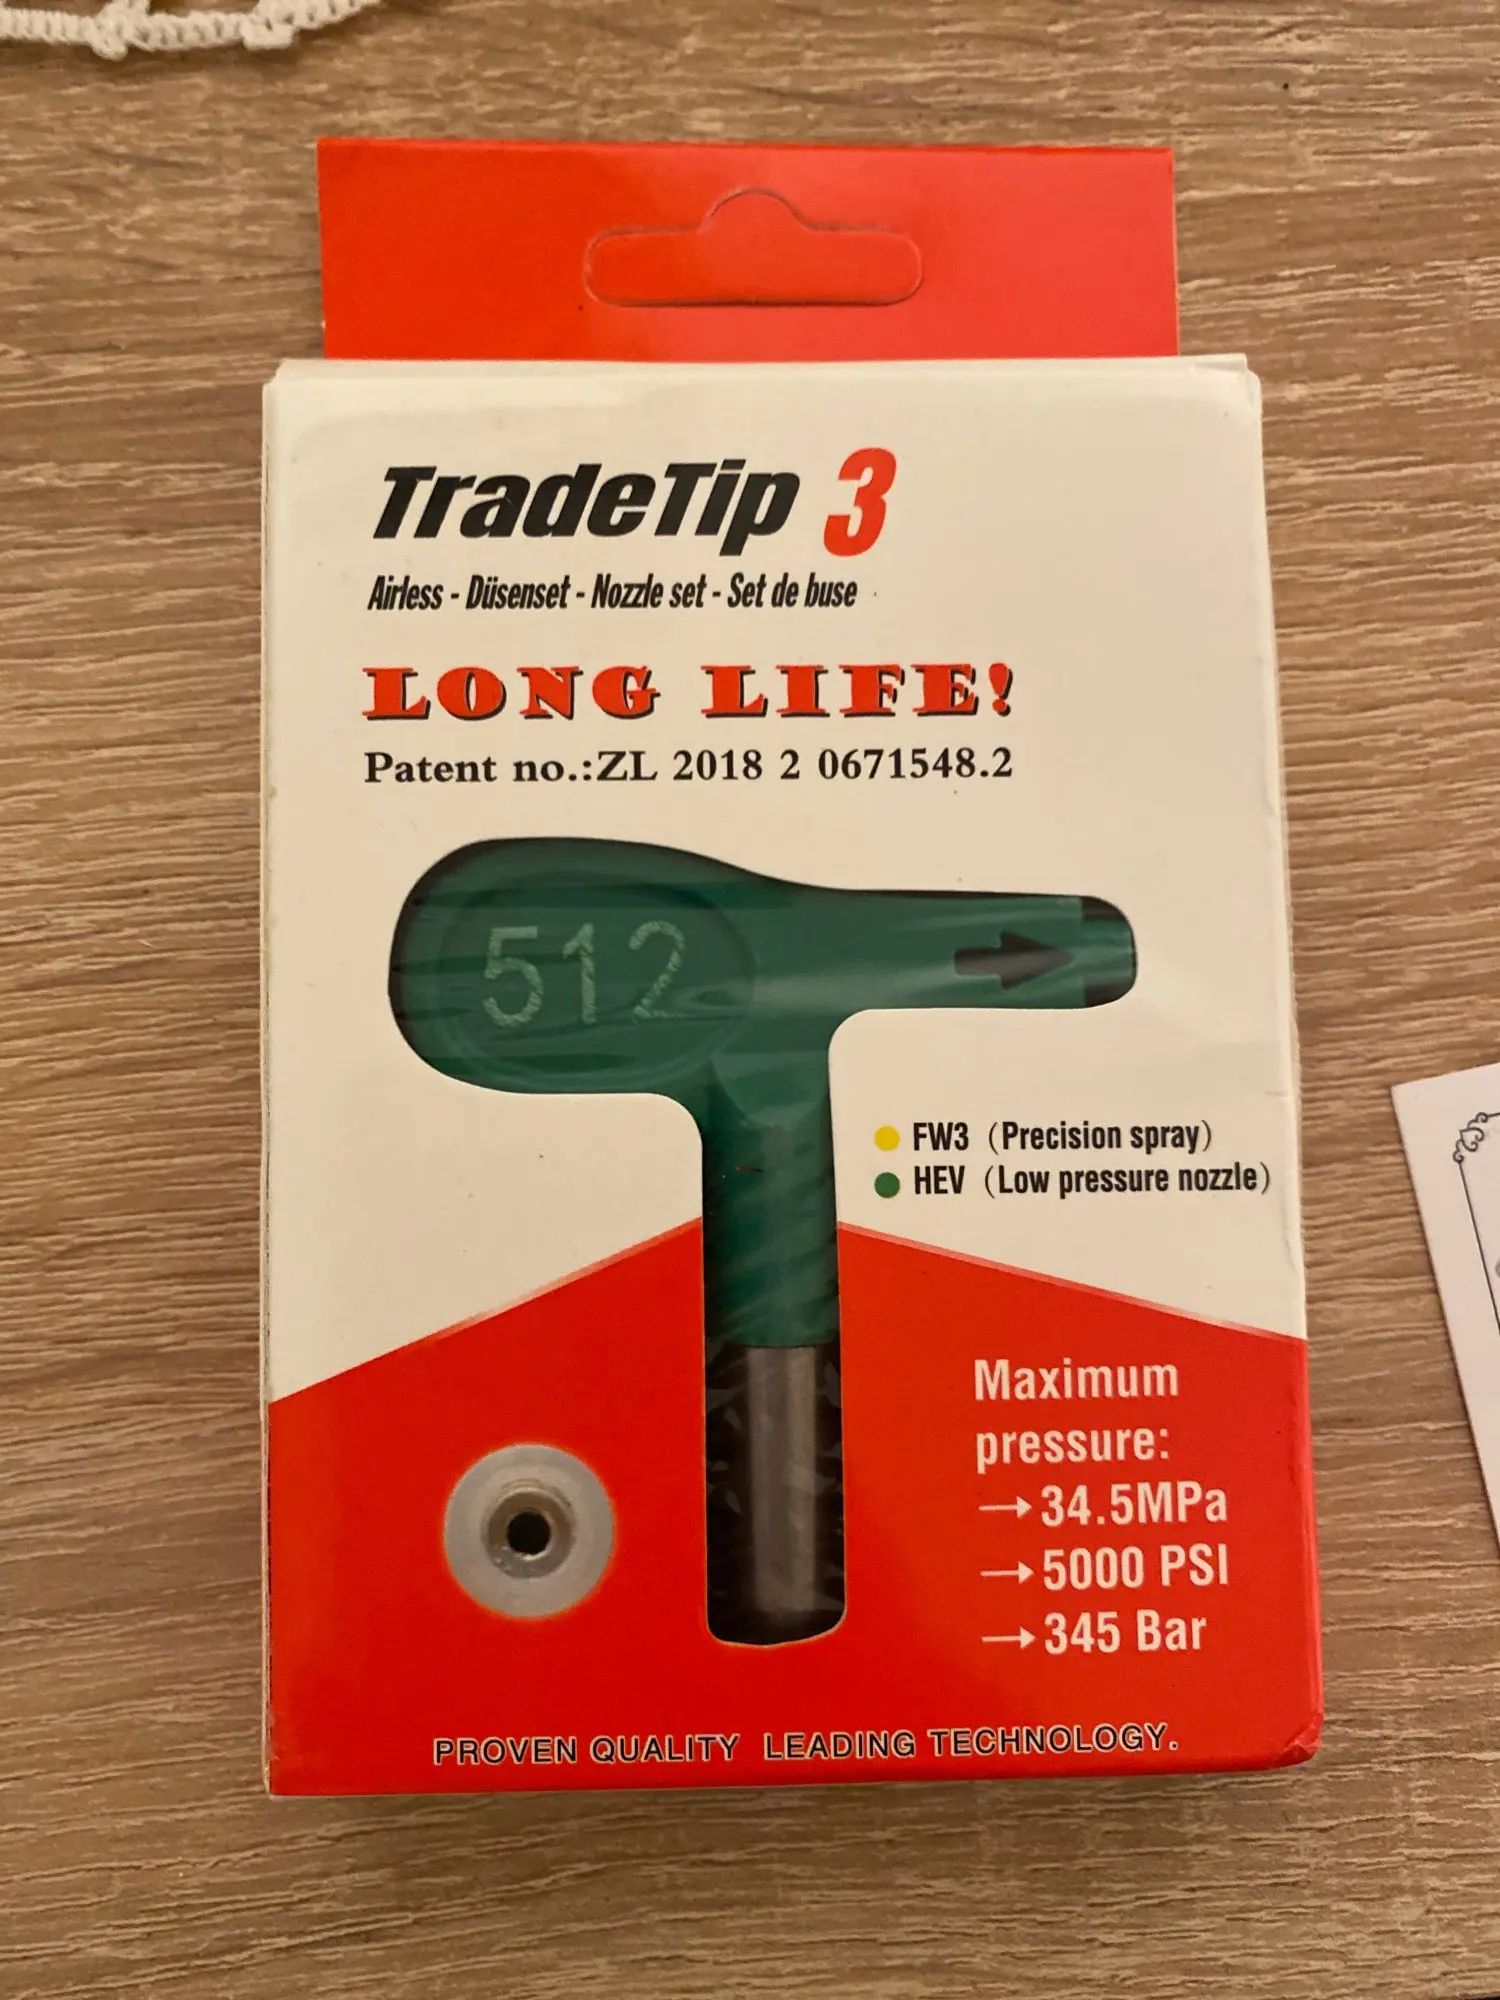 TradeTip 3
Airless - Düsenset - Nozzle set - Set de buse
LONG LIFE!
Patent no.:ZL 2018 2 0671548.2
512
FW3 (Precision spray)
HEV (Low pressure nozzle)
Maximum
pressure:
→34.5MPa
→5000 PSI
→345 Bar
PROVEN QUALITY LEADING TECHNOLOGY.